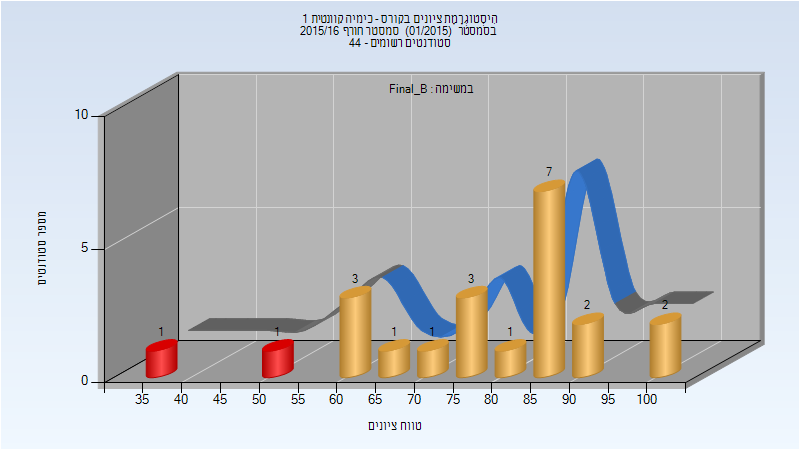 היסטוגרמת ציונים בקורס - כימיה קוונטית 1
בסמסטר (01/2015) סמסטר חורף 2015/16
סטודנטים רשומים - 44
במשימה : Final_B
מספר סטודנטים
10
5
0
1
1
3
1
1
3
1
7
2
2
35 40 45 50 55 60 65 70 75 80 85 90 95 100
טווח ציונים